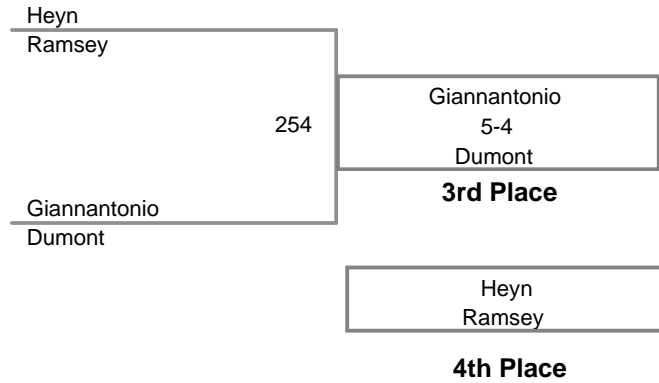 Heyn
Ramsey
254
Giannantonio
5-4
Dumont
3rd Place
Giannantonio
Dumont
Heyn
Ramsey
4th Place